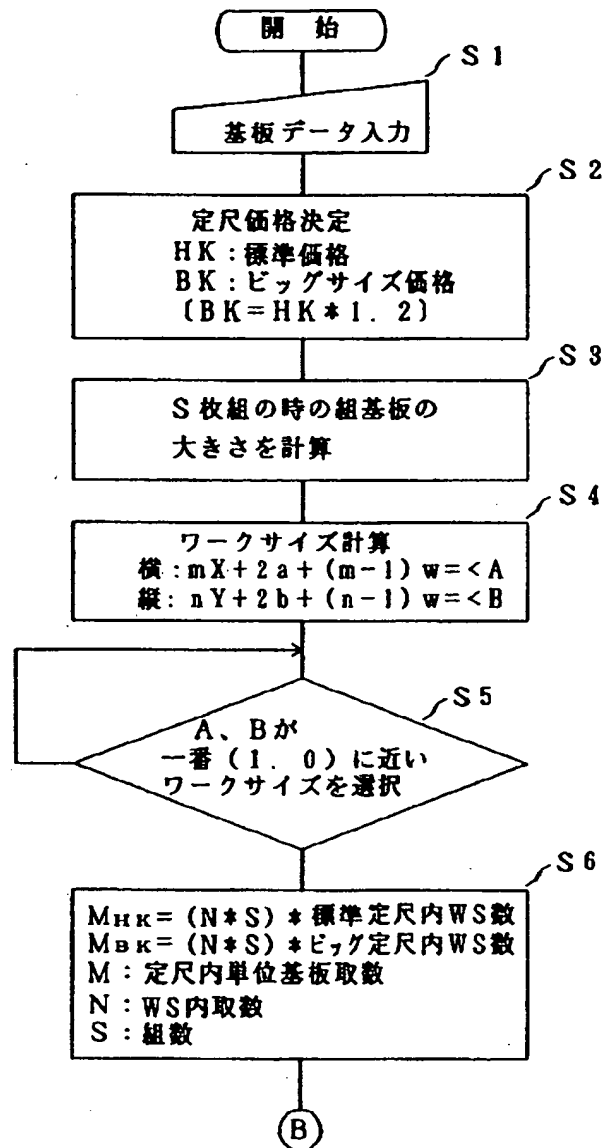 開 始
S1
基板データ入力
S2
定尺価格決定
HK:標準価格
BK:ビッグサイズ価格
(BK=HK*1.2)
S3
S枚組の時の組基板の
大きさを計算
S4
ワークサイズ計算
横:mX+2a+(m-1)w=<A
縦:nY+2b+(n-1)w=<B
S5
A、Bが
一番(1.0)に近い
ワークサイズを選択
S6
MHK=(N*S)*標準定尺内WS数
MBK=(N*S)*ビッグ定尺内WS数
M:定尺内単位基板取数
N:WS内取数
S:組数
B